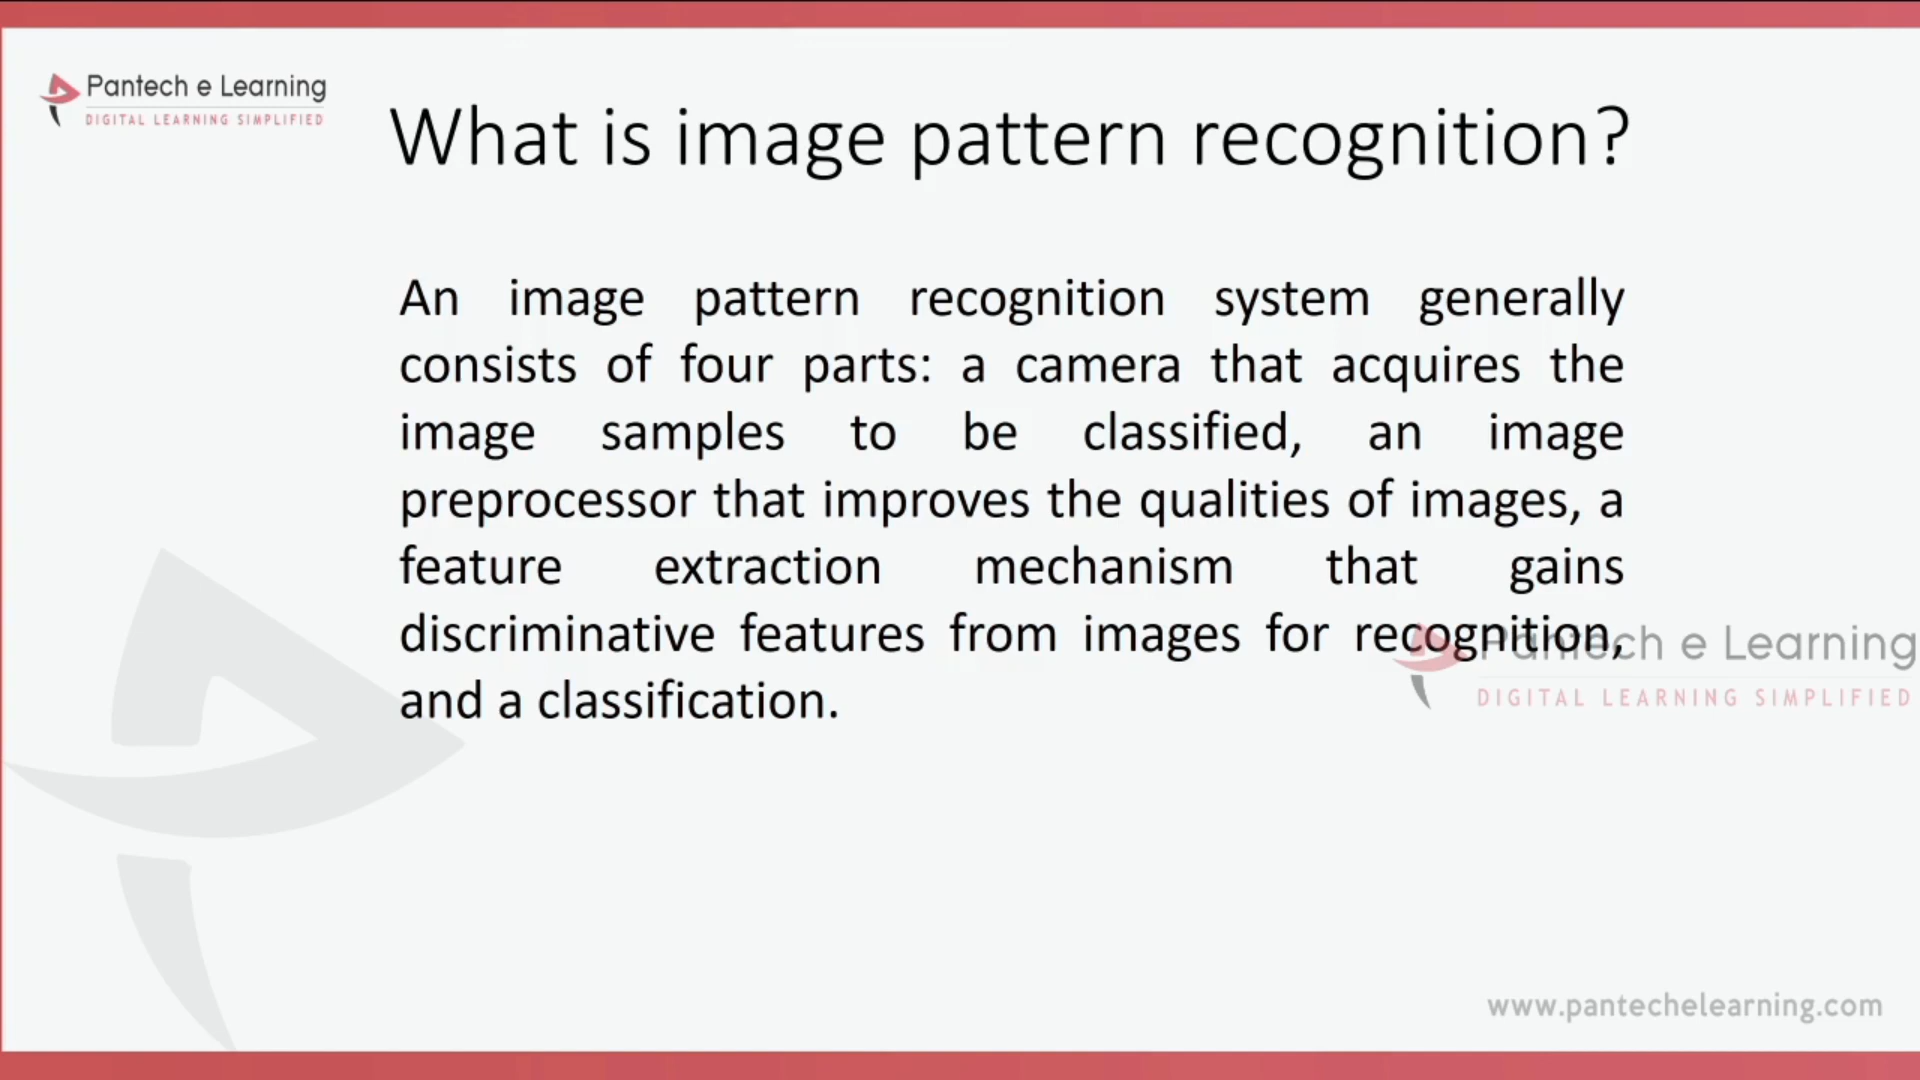 Pantech e Learning
DIGITAL LEARNING SIMPLIFIED
What is image pattern recognition?
An image pattern recognition system generally
consists of four parts: a camera that acquires the
image samples to be classified, an image
preprocessor that improves the qualities of images, a
feature extraction mechanism that gains
discriminative features from images for recognition,
and a classification.
Pantech e Learning
DIGITAL LEARNING SIMPLIFIED
www.pantechelearning.com